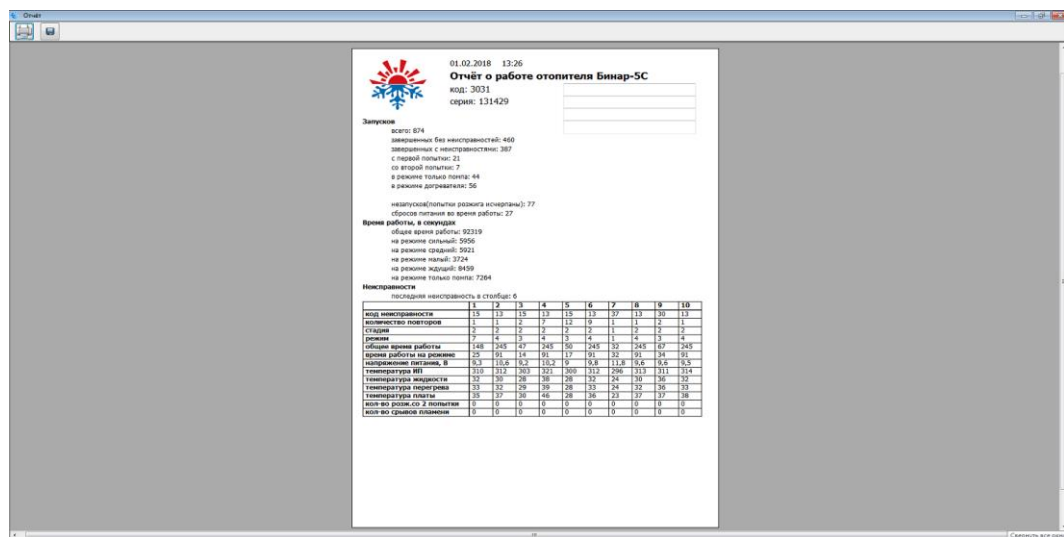 Отчёт
01.02.2018 13:26
Отчёт о работе отопителя Бинар-5С
код: 3031
серия: 131429
Запусков
всего: 874
завершенных без неисправностей: 460
завершенных с неисправностями: 387
с первой попытки: 21
со второй попытки: 7
в режиме только помпа: 44
в режиме догревателя: 56
незапусков(попытки розжига исчерпаны): 77
сбросов питания во время работы: 27
Время работы, в секундах
общее время работы: 92319
на режиме сильный: 5956
на режиме средний: 5921
на режиме малый: 3724
на режиме ждущий: 8459
на режиме только помпа: 7264
Неисправности
последняя неисправность в столбце: 6
1 2 3 4 5 6 7 8 9 10
код неисправности 15 13 15 13 15 13 37 13 30 13
количество повторов 1 1 2 7 12 9 1 1 2 1
стадия 2 2 2 2 2 2 1 2 2 2
режим 7 4 3 4 3 4 1 4 3 4
общее время работы 148 245 47 245 50 245 32 245 67 245
время работы на режиме 25 91 14 91 17 91 32 91 34 91
напряжение питания, В 9,3 10,6 9,2 10,2 9 9,8 11,8 9,6 9,6 9,5
температура ИП 310 312 303 321 300 312 296 313 311 314
температура жидкости 32 30 28 38 28 32 24 30 36 32
температура перегрева 33 32 29 39 28 33 24 32 36 33
температура платы 35 37 30 46 28 36 23 37 37 38
кол-во розж.со 2 попытки 0 0 0 0 0 0 0 0 0 0
кол-во срывов пламени 0 0 0 0 0 0 0 0 0 0